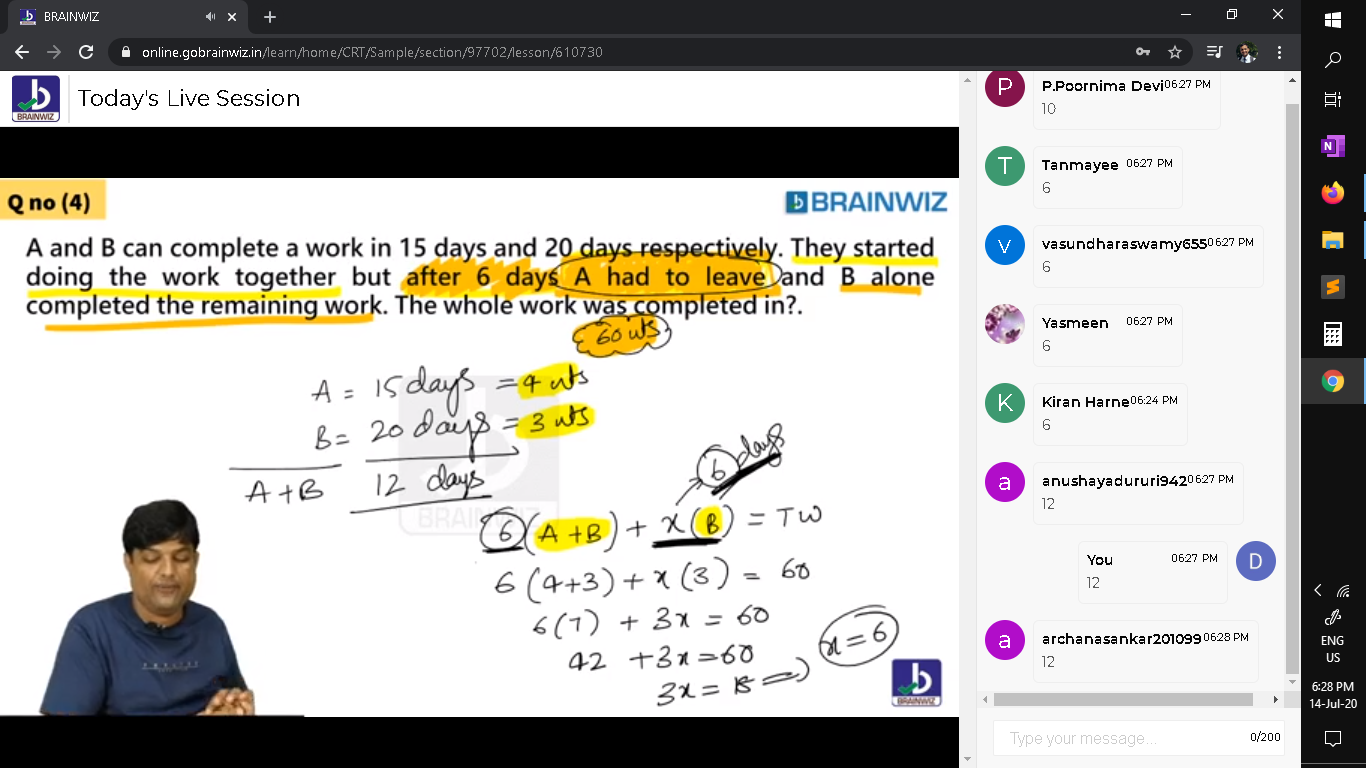 BRAINWIZ
online.gobrainwiz.in/learn/home/CRT/Sample/section/97702/lesson/610730
BRAINWIZ
Today's Live Session
Q no (4)
BRAINWIZ
A and B can complete a work in 15 days and 20 days respectively. They started
doing the work together but after 6 days A had to leave and B alone
completed the remaining work. The whole work was completed in?.
60 uts
A = 15 days = 4 uts
B = 20 days = 3 uts
A+B 12 days
6 days
6 (A+B) + x (B) = TW
6 (4+3) + x (3) = 60
6(7) + 3x = 60
42 + 3x = 60
3x = 18
x = 6
BRAINWIZ
BRAINWIZ
P
P.Poornima Devi 06:27 PM
10
T
Tanmayee 06:27 PM
6
V
vasundharaswamy655 06:27 PM
6
Yasmeen 06:27 PM
6
K
Kiran Harne 06:24 PM
6
a
anushayadururi942 06:27 PM
12
You 06:27 PM
12
D
a
archanasankar201099 06:28 PM
12
Type your message... 0/200
N
S
ENG
US
6:28 PM
14-Jul-20